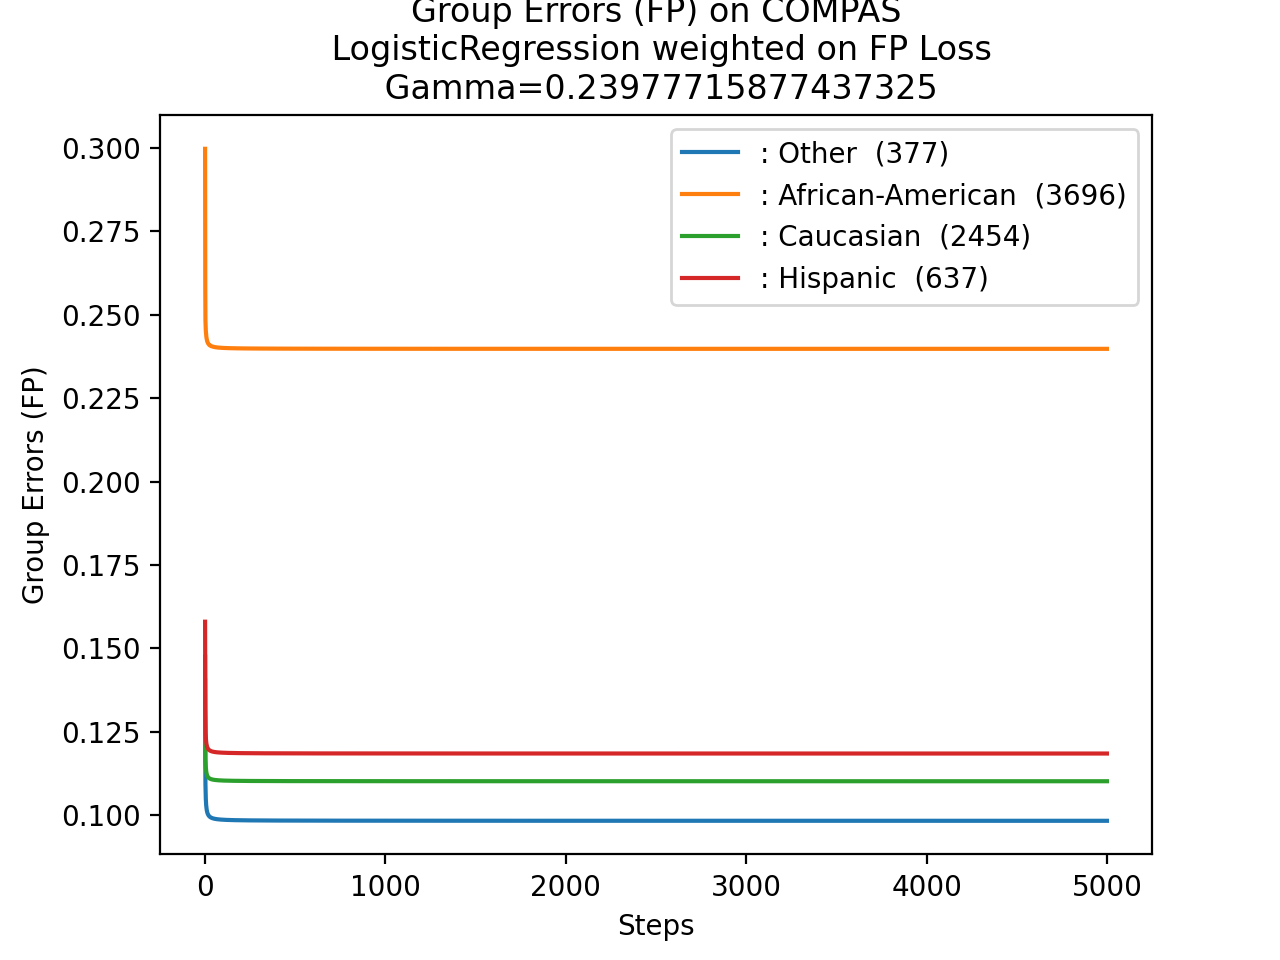 Group Errors (FP) on COMPAS
LogisticRegression weighted on FP Loss
Gamma=0.23977715877437325
0.300
0.275
0.250
0.225
0.200
0.175
0.150
0.125
0.100
Group Errors (FP)
: Other (377)
: African-American (3696)
: Caucasian (2454)
: Hispanic (637)
0 1000 2000 3000 4000 5000
Steps